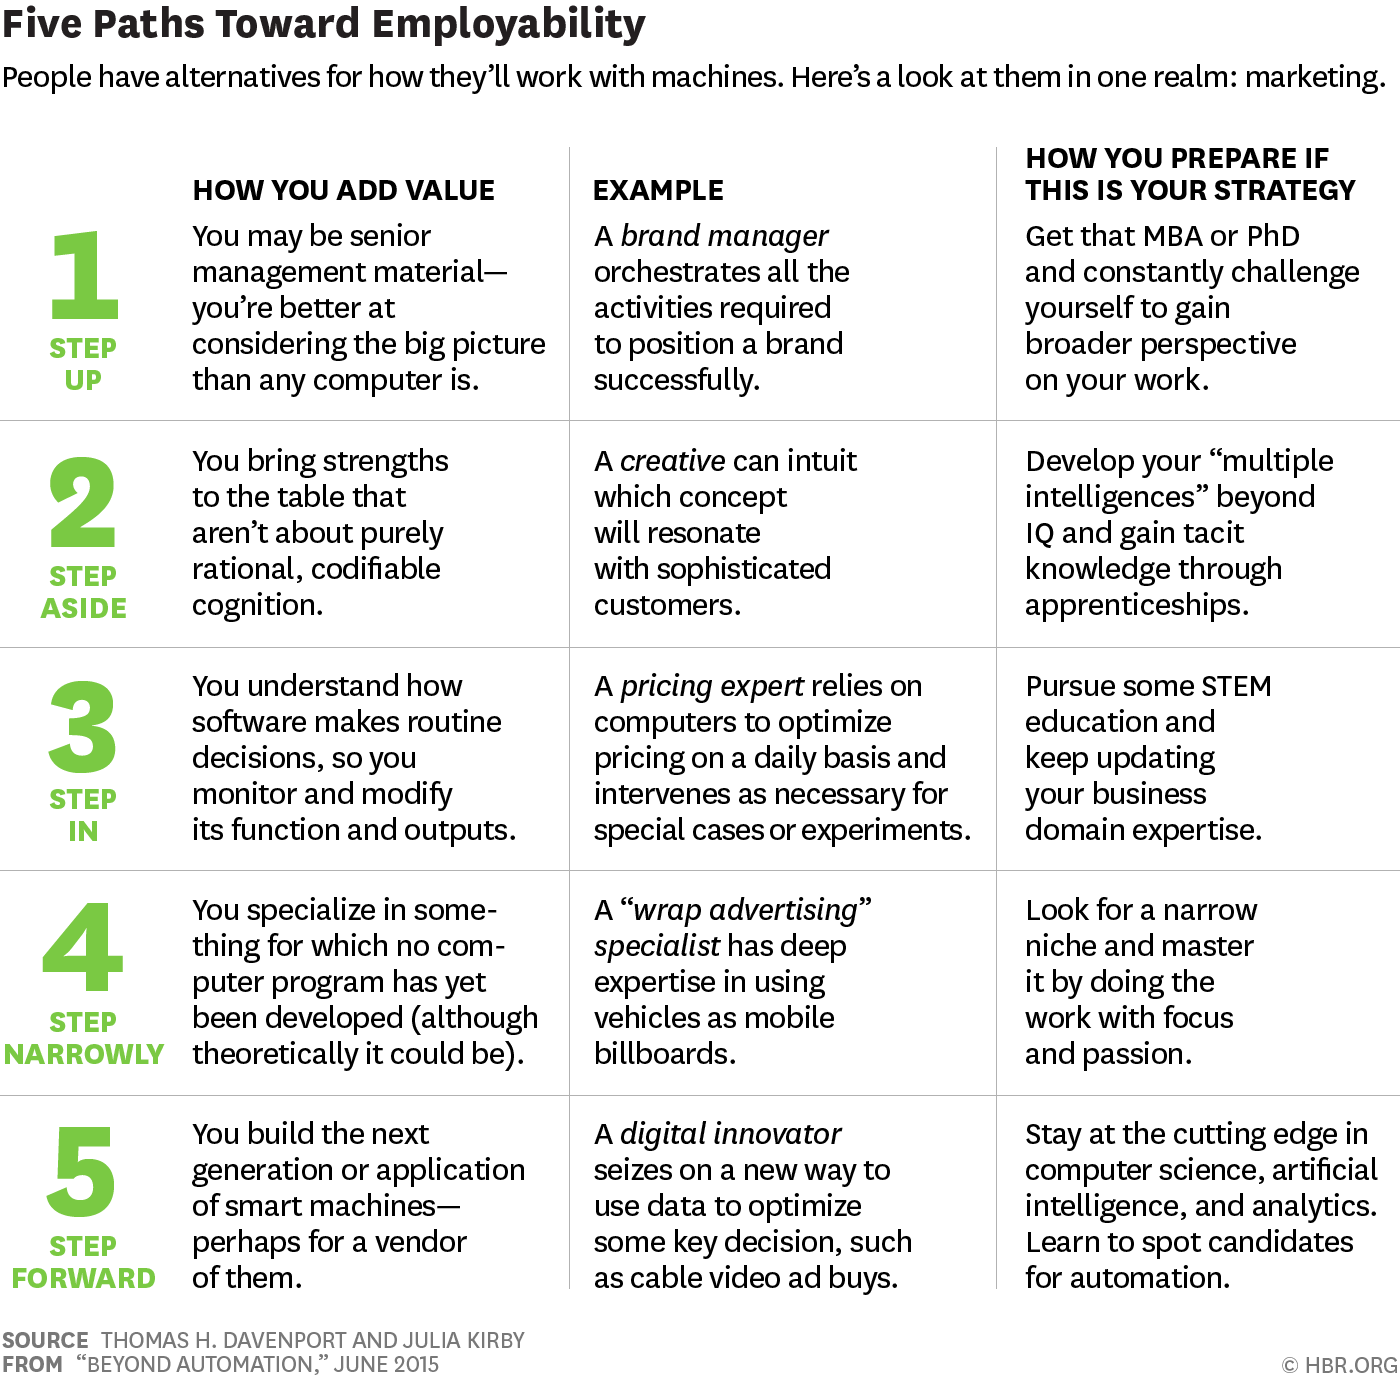 Five Paths Toward Employability
People have alternatives for how they’ll work with machines. Here’s a look at them in one realm: marketing.
HOW YOU ADD VALUE
EXAMPLE
HOW YOU PREPARE IF
THIS IS YOUR STRATEGY
1
STEP
UP
You may be senior
management material—
you’re better at
considering the big picture
than any computer is.
A brand manager
orchestrates all the
activities required
to position a brand
successfully.
Get that MBA or PhD
and constantly challenge
yourself to gain
broader perspective
on your work.
2
STEP
ASIDE
You bring strengths
to the table that
aren’t about purely
rational, codifiable
cognition.
A creative can intuit
which concept
will resonate
with sophisticated
customers.
Develop your “multiple
intelligences” beyond
IQ and gain tacit
knowledge through
apprenticeships.
3
STEP
IN
You understand how
software makes routine
decisions, so you
monitor and modify
its function and outputs.
A pricing expert relies on
computers to optimize
pricing on a daily basis and
intervenes as necessary for
special cases or experiments.
Pursue some STEM
education and
keep updating
your business
domain expertise.
4
STEP
NARROWLY
You specialize in some-
thing for which no com-
puter program has yet
been developed (although
theoretically it could be).
A “wrap advertising”
specialist has deep
expertise in using
vehicles as mobile
billboards.
Look for a narrow
niche and master
it by doing the
work with focus
and passion.
5
STEP
FORWARD
You build the next
generation or application
of smart machines—
perhaps for a vendor
of them.
A digital innovator
seizes on a new way to
use data to optimize
some key decision, such
as cable video ad buys.
Stay at the cutting edge in
computer science, artificial
intelligence, and analytics.
Learn to spot candidates
for automation.
SOURCE THOMAS H. DAVENPORT AND JULIA KIRBY
FROM “BEYOND AUTOMATION,” JUNE 2015
© HBR.ORG